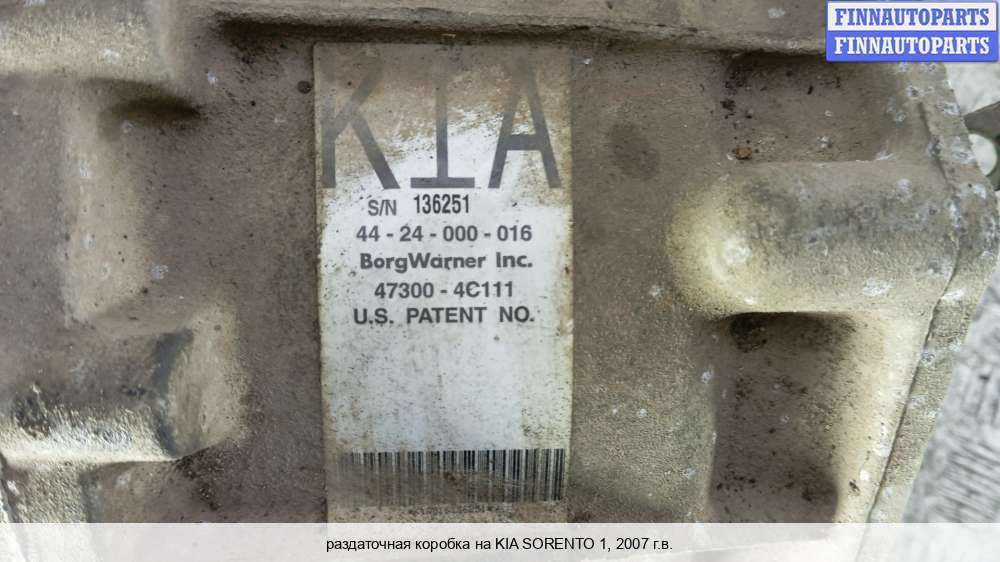 FINNAUTOPARTS
FINNAUTOPARTS
KIA
S/N 136251
44 - 24 - 000 - 016
BorgWarner Inc.
47300 - 4C111
U.S. PATENT NO.
раздаточная коробка на KIA SORENTO 1, 2007 г.в.